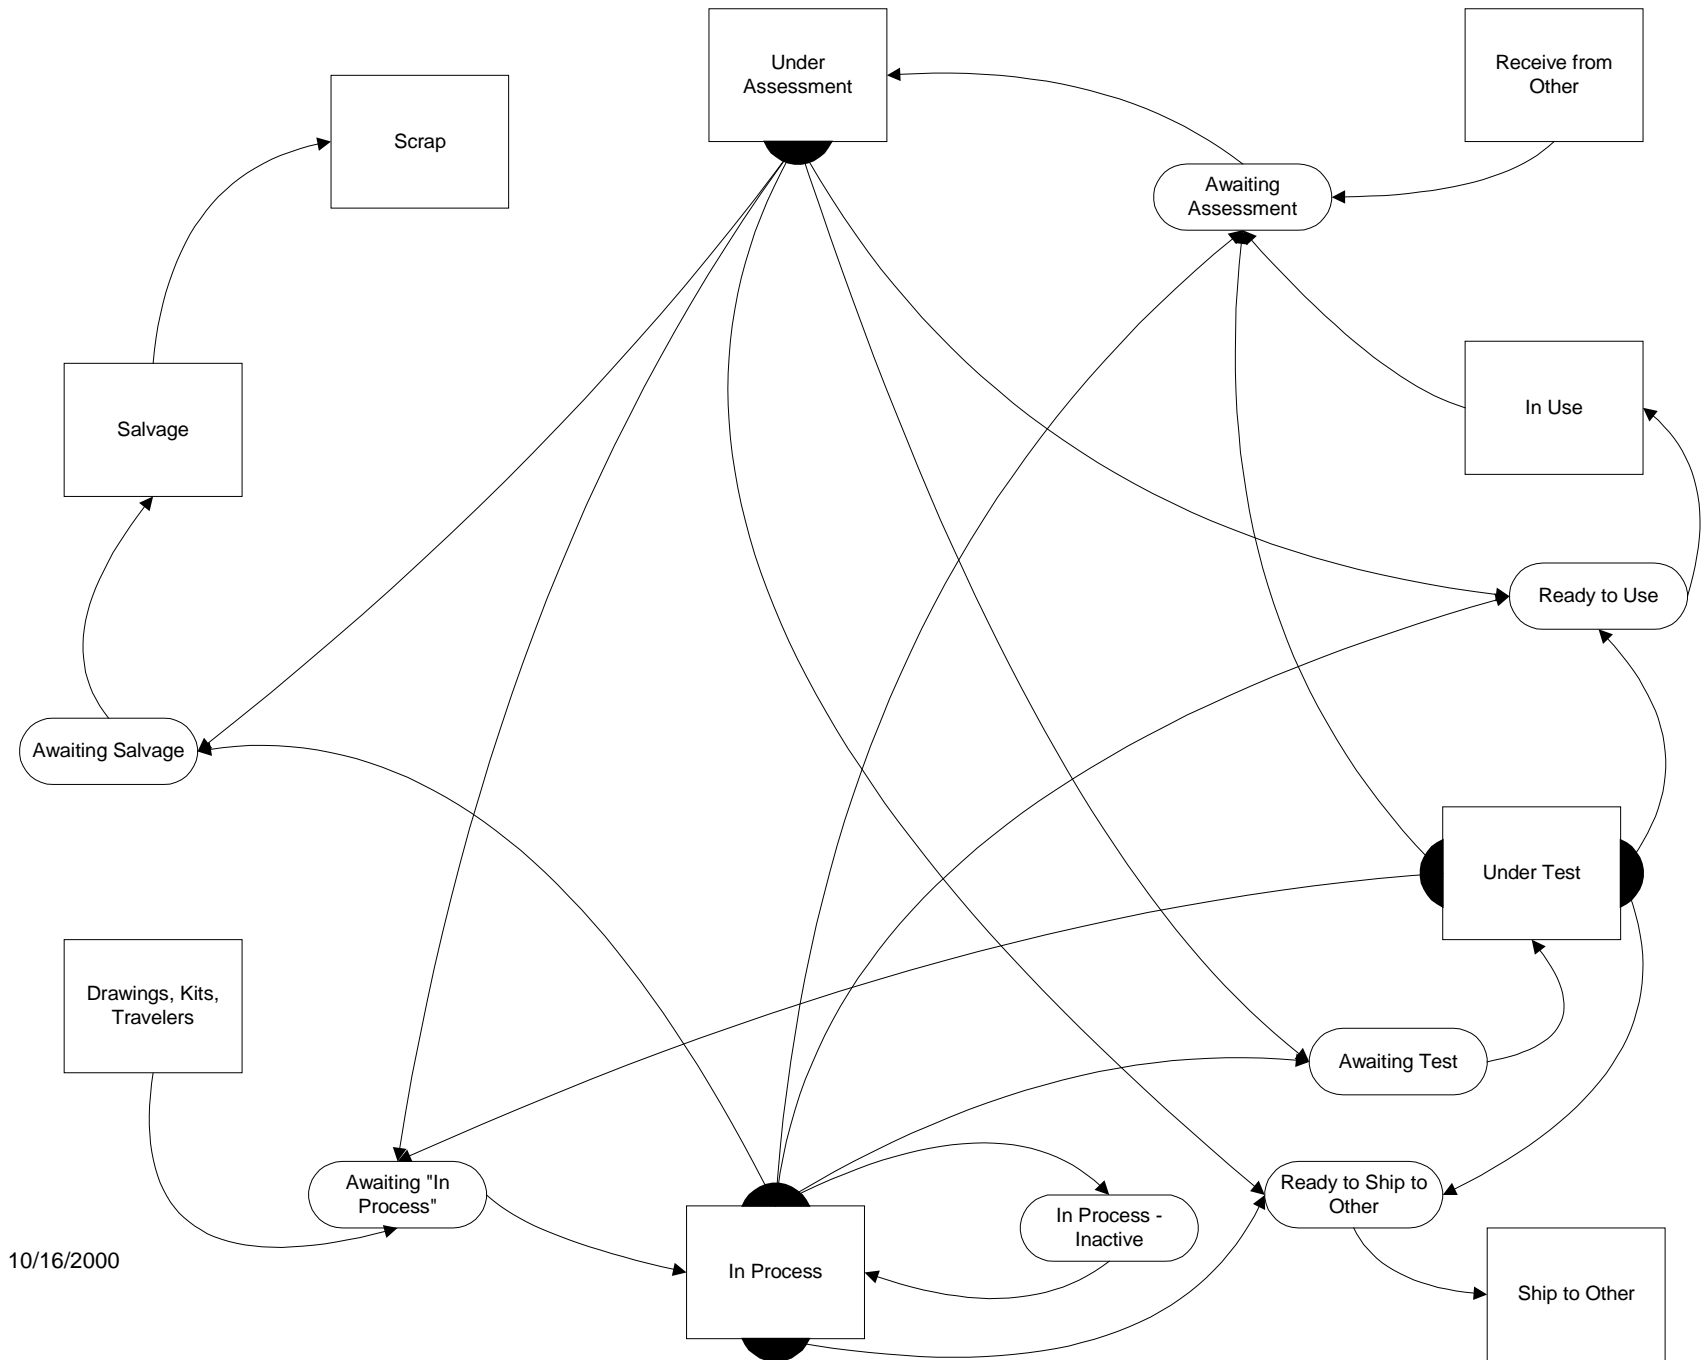 Under
Assessment
Receive from
Other
Scrap
Awaiting
Assessment
In Use
Salvage
Ready to Use
Awaiting Salvage
Under Test
Drawings, Kits,
Travelers
Awaiting Test
Awaiting "In
Process"
Ready to Ship to
Other
In Process -
Inactive
10/16/2000
In Process
Ship to Other